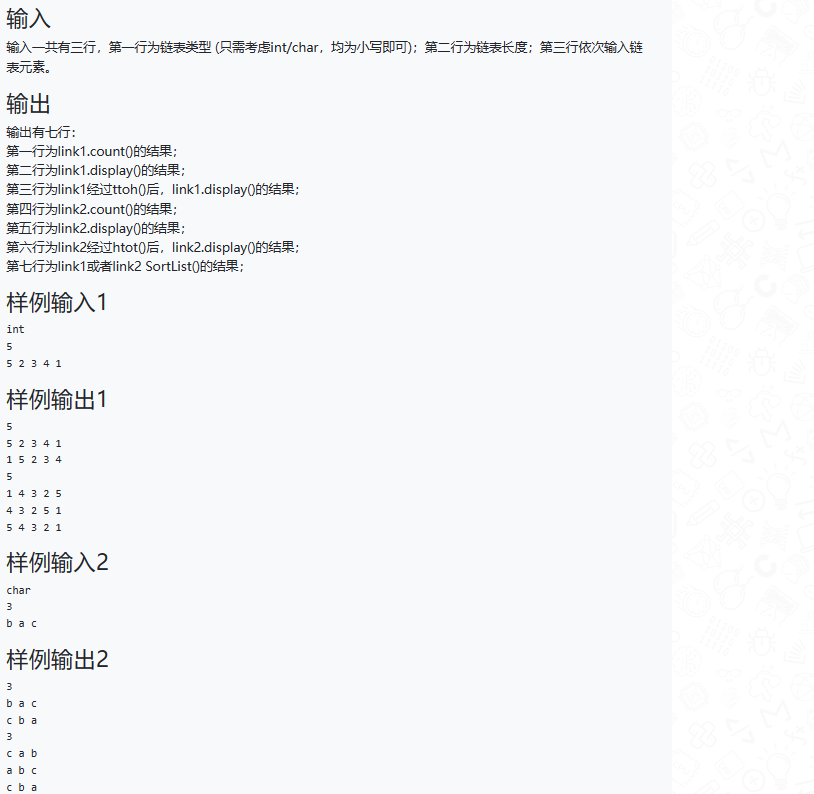 输入
输入一共有三行，第一行为链表类型 (只需考虑int/char，均为小写即可)；第二行为链表长度；第三行依次输入链
表元素。
输出
输出有七行：
第一行为link1.count()的结果；
第二行为link1.display()的结果；
第三行为link1经过ttoh()后，link1.display()的结果；
第四行为link2.count()的结果；
第五行为link2.display()的结果；
第六行为link2经过htot()后，link2.display()的结果；
第七行为link1或者link2 SortList()的结果；
样例输入1
int
5
5 2 3 4 1
样例输出1
5
5 2 3 4 1
1 5 2 3 4
5
1 4 3 2 5
4 3 2 5 1
5 4 3 2 1
样例输入2
char
3
b a c
样例输出2
3
b a c
c b a
3
c a b
a b c
c b a